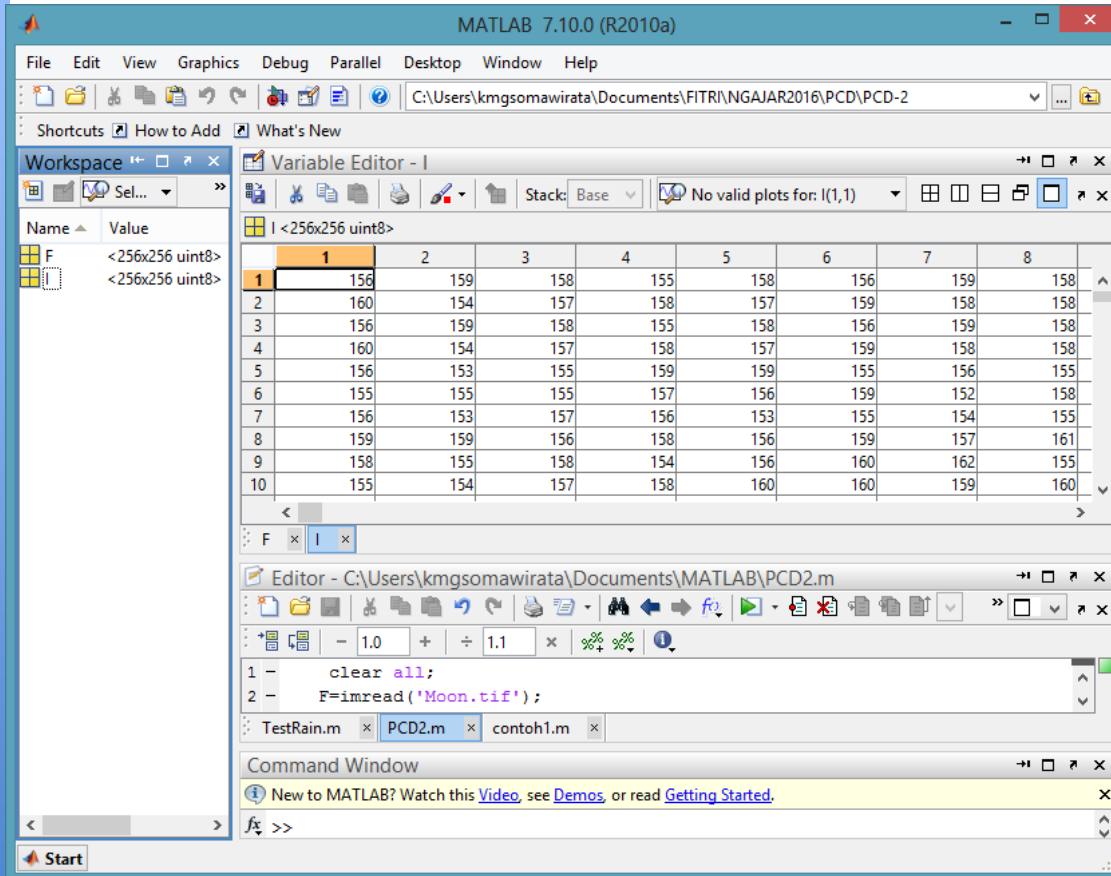 MATLAB 7.10.0 (R2010a)
File Edit View Graphics Debug Parallel Desktop Window Help
C:\Users\kmgsomawirata\Documents\FITRI\NGAJAR2016\PCD\PCD-2
Shortcuts How to Add What's New
Workspace
Sel...
Name Value
F <256x256 uint8>
I <256x256 uint8>
Variable Editor - I
Stack: Base No valid plots for: I(1,1)
I <256x256 uint8>
1 2 3 4 5 6 7 8
1 156 159 158 155 158 156 159 158
2 160 154 157 158 157 159 158 158
3 156 159 158 155 158 156 159 158
4 160 154 157 158 157 159 158 158
5 156 153 155 159 159 155 156 155
6 155 155 155 157 156 159 152 158
7 156 153 157 156 153 155 154 155
8 159 159 156 158 156 159 157 161
9 158 155 158 154 156 160 162 155
10 155 154 157 158 160 160 159 160
F I
Editor - C:\Users\kmgsomawirata\Documents\MATLAB\PCD2.m
- 1.0 + ÷ 1.1 ×
1 - clear all;
2 - F=imread('Moon.tif');
TestRain.m PCD2.m contoh1.m
Command Window
New to MATLAB? Watch this Video, see Demos, or read Getting Started.
fx >>
Start